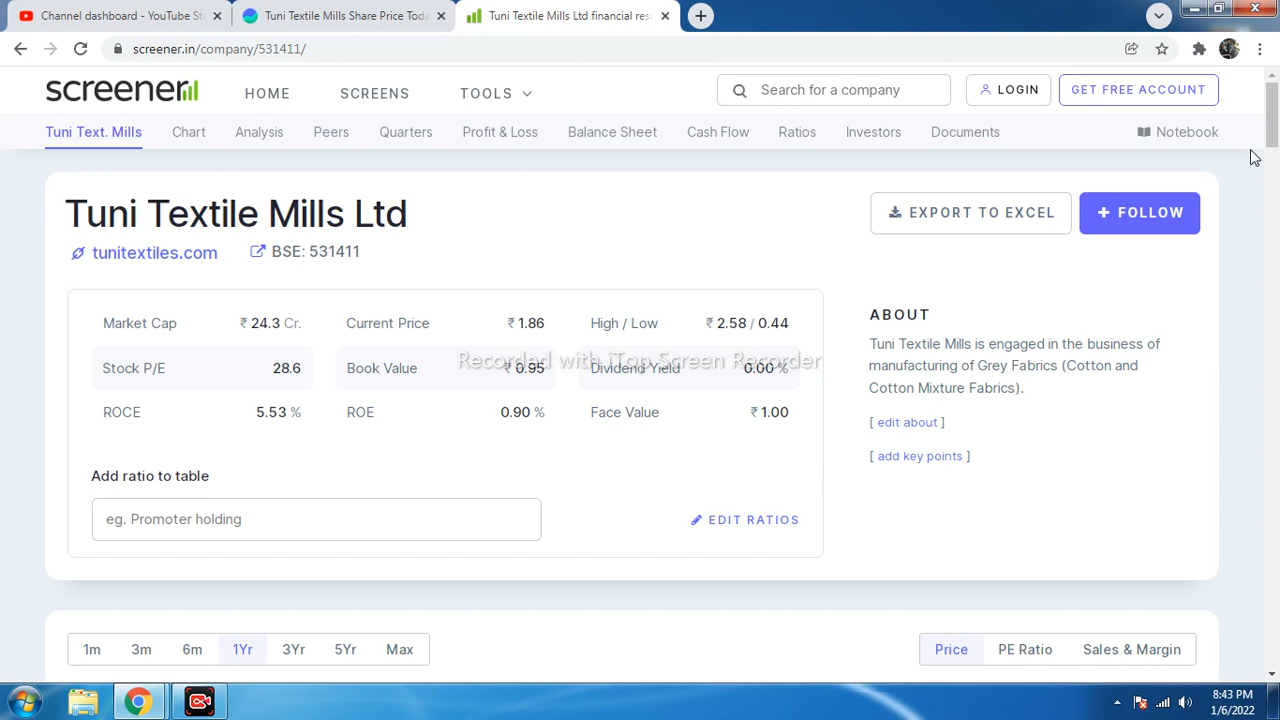 Channel dashboard - YouTube St
Tuni Textile Mills Share Price Toda
Tuni Textile Mills Ltd financial res
screener.in/company/531411/
screener
HOME
SCREENS
TOOLS
Search for a company
LOGIN
GET FREE ACCOUNT
Tuni Text. Mills
Chart
Analysis
Peers
Quarters
Profit & Loss
Balance Sheet
Cash Flow
Ratios
Investors
Documents
Notebook
Tuni Textile Mills Ltd
EXPORT TO EXCEL
+ FOLLOW
tunitextiles.com
BSE: 531411
Market Cap ₹ 24.3 Cr.
Current Price ₹ 1.86
High / Low ₹ 2.58 / 0.44
Stock P/E 28.6
Book Value ₹ 0.95
Dividend Yield 0.00 %
ROCE 5.53 %
ROE 0.90 %
Face Value ₹ 1.00
Recorded with iTop Screen Recorder
Add ratio to table
eg. Promoter holding
EDIT RATIOS
ABOUT
Tuni Textile Mills is engaged in the business of
manufacturing of Grey Fabrics (Cotton and
Cotton Mixture Fabrics).
[ edit about ]
[ add key points ]
1m
3m
6m
1Yr
3Yr
5Yr
Max
Price
PE Ratio
Sales & Margin
8:43 PM
1/6/2022